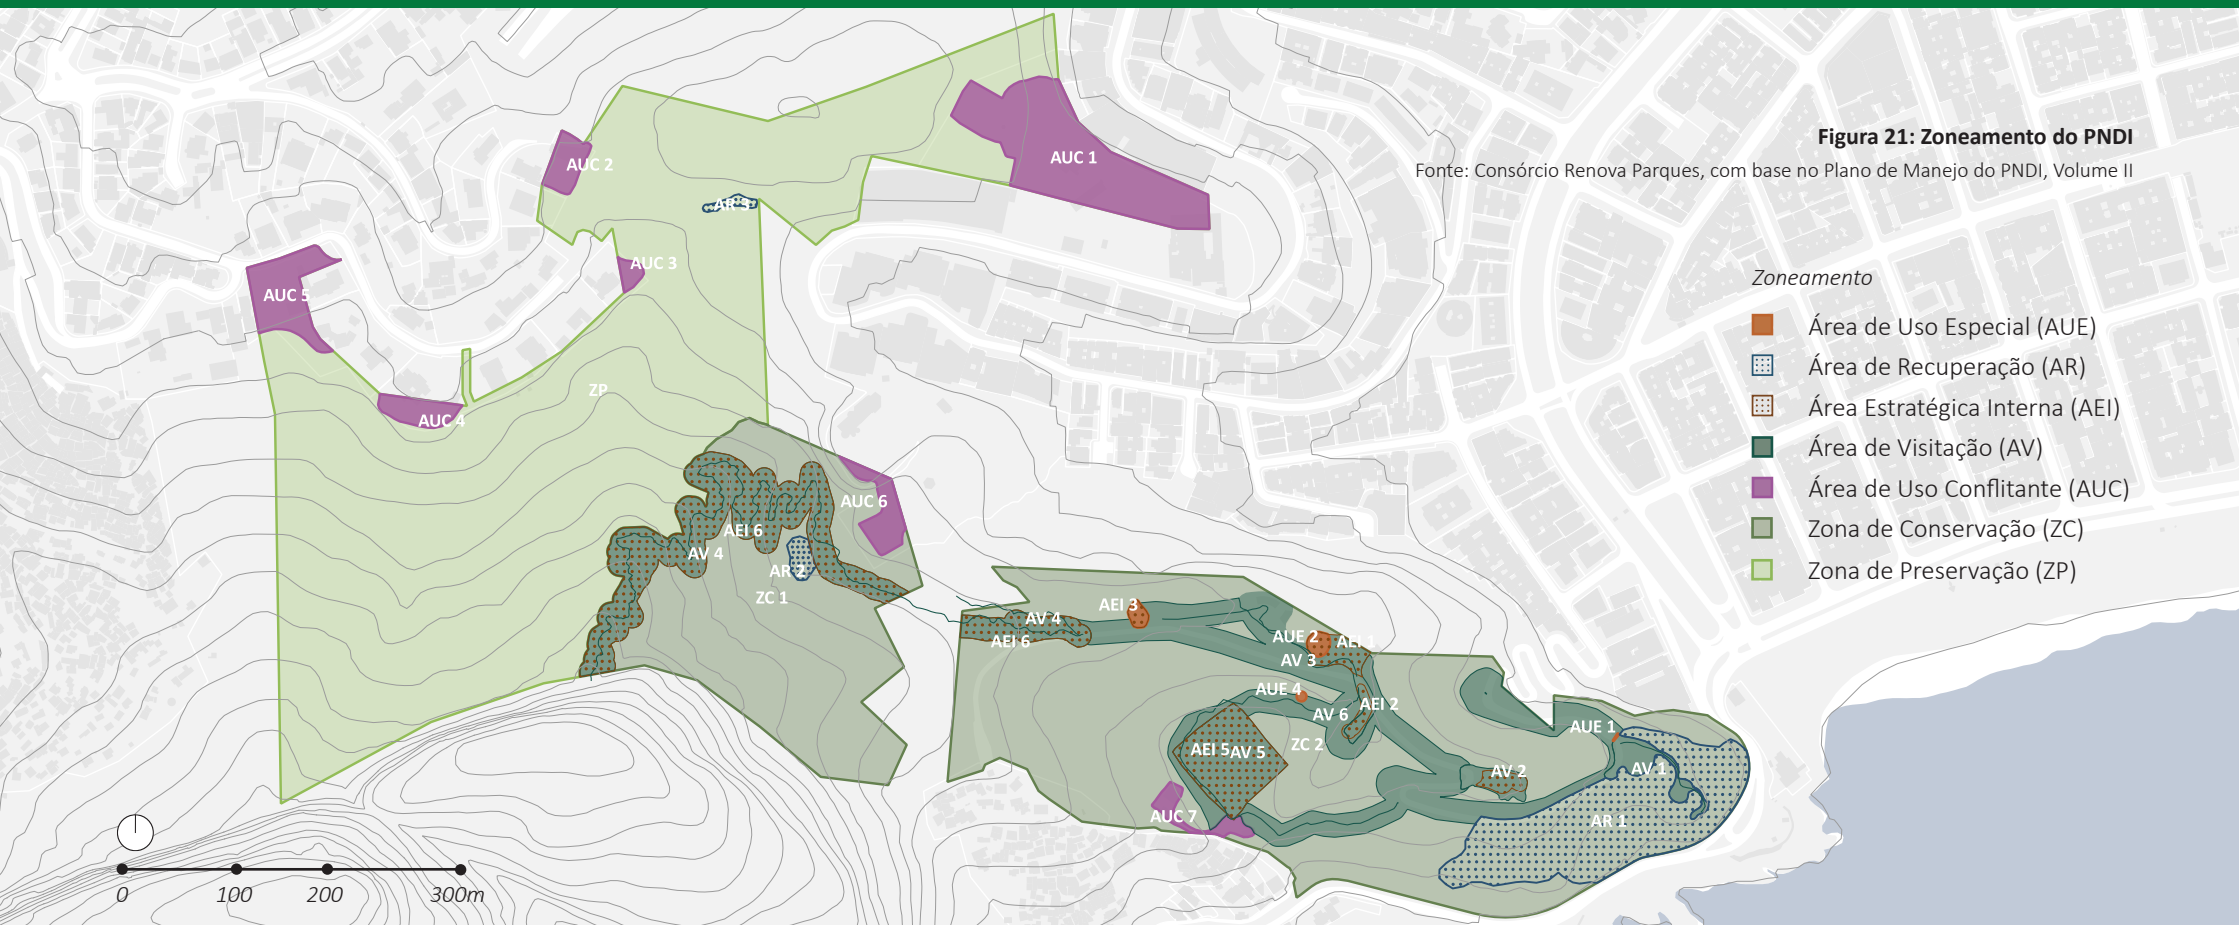 Figura 21: Zoneamento do PNDI
Fonte: Consórcio Renova Parques, com base no Plano de Manejo do PNDI, Volume II
AUC 1
AUC 2
AR 3
AUC 3
AUC 5
ZP
AUC 4
AUC 6
AEI 6
AV 4
AR 2
ZC 1
AEI 3
AV 4
AEI 6
AUE 2
AEI 1
AV 3
AUE 4
AEI 2
AV 6
AUE 1
ZC 2
AEI 5
AV 5
AV 2
AV 1
AUC 7
AR 1
Zoneamento
Área de Uso Especial (AUE)
Área de Recuperação (AR)
Área Estratégica Interna (AEI)
Área de Visitação (AV)
Área de Uso Conflitante (AUC)
Zona de Conservação (ZC)
Zona de Preservação (ZP)
0 100 200 300m